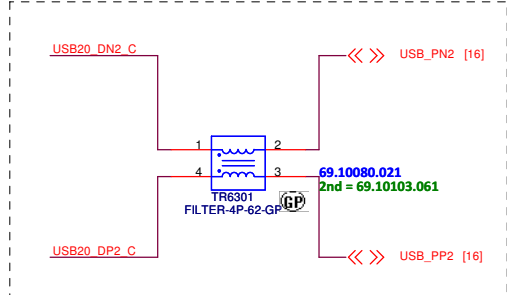 USB20_DN2_C
USB_PN2 [16]
1
2
4
3
69.10080.021
2nd = 69.10103.061
TR6301
FILTER-4P-62-GP
GP
USB20_DP2_C
USB_PP2 [16]